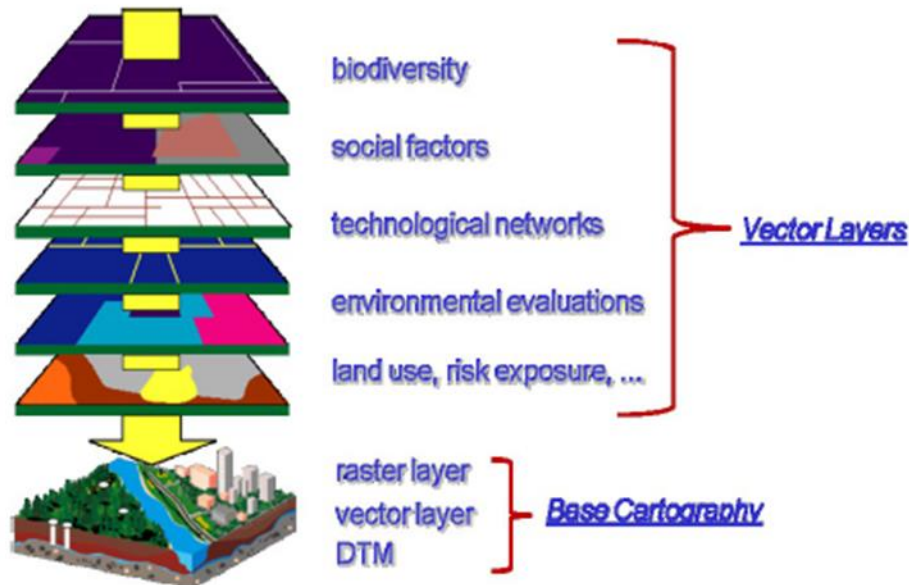 biodiversity
social factors
technological networks
Vector Layers
environmental evaluations
land use, risk exposure, ...
raster layer
vector layer
Base Cartography
DTM